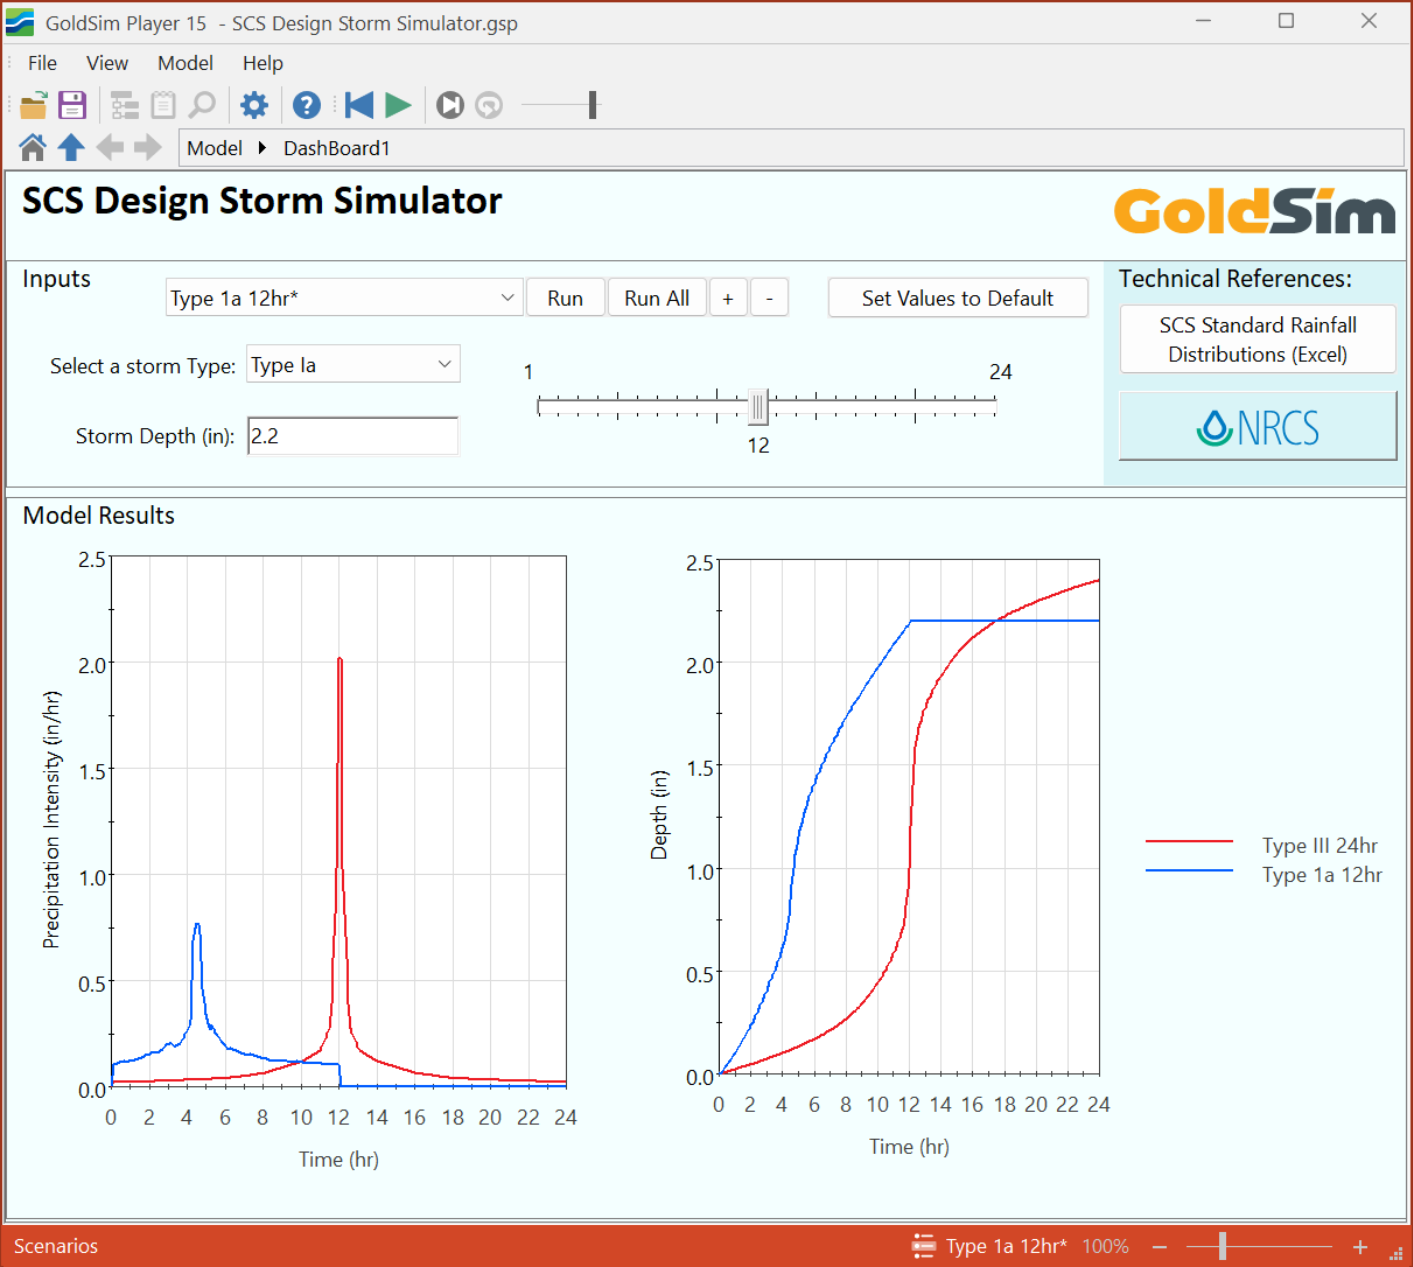 GoldSim Player 15 - SCS Design Storm Simulator.gsp
File View Model Help
Model DashBoard1
SCS Design Storm Simulator
GoldSim
Inputs
Type 1a 12hr*
Run
Run All
+
-
Set Values to Default
Technical References:
SCS Standard Rainfall
Distributions (Excel)
Select a storm Type: Type Ia
1
24
12
Storm Depth (in): 2.2
NRCS
Model Results
2.5
2.0
1.5
1.0
0.5
0.0
Precipitation Intensity (in/hr)
0 2 4 6 8 10 12 14 16 18 20 22 24
Time (hr)
2.5
2.0
1.5
1.0
0.5
0.0
Depth (in)
0 2 4 6 8 10 12 14 16 18 20 22 24
Time (hr)
Type III 24hr
Type 1a 12hr
Scenarios
Type 1a 12hr* 100% − +